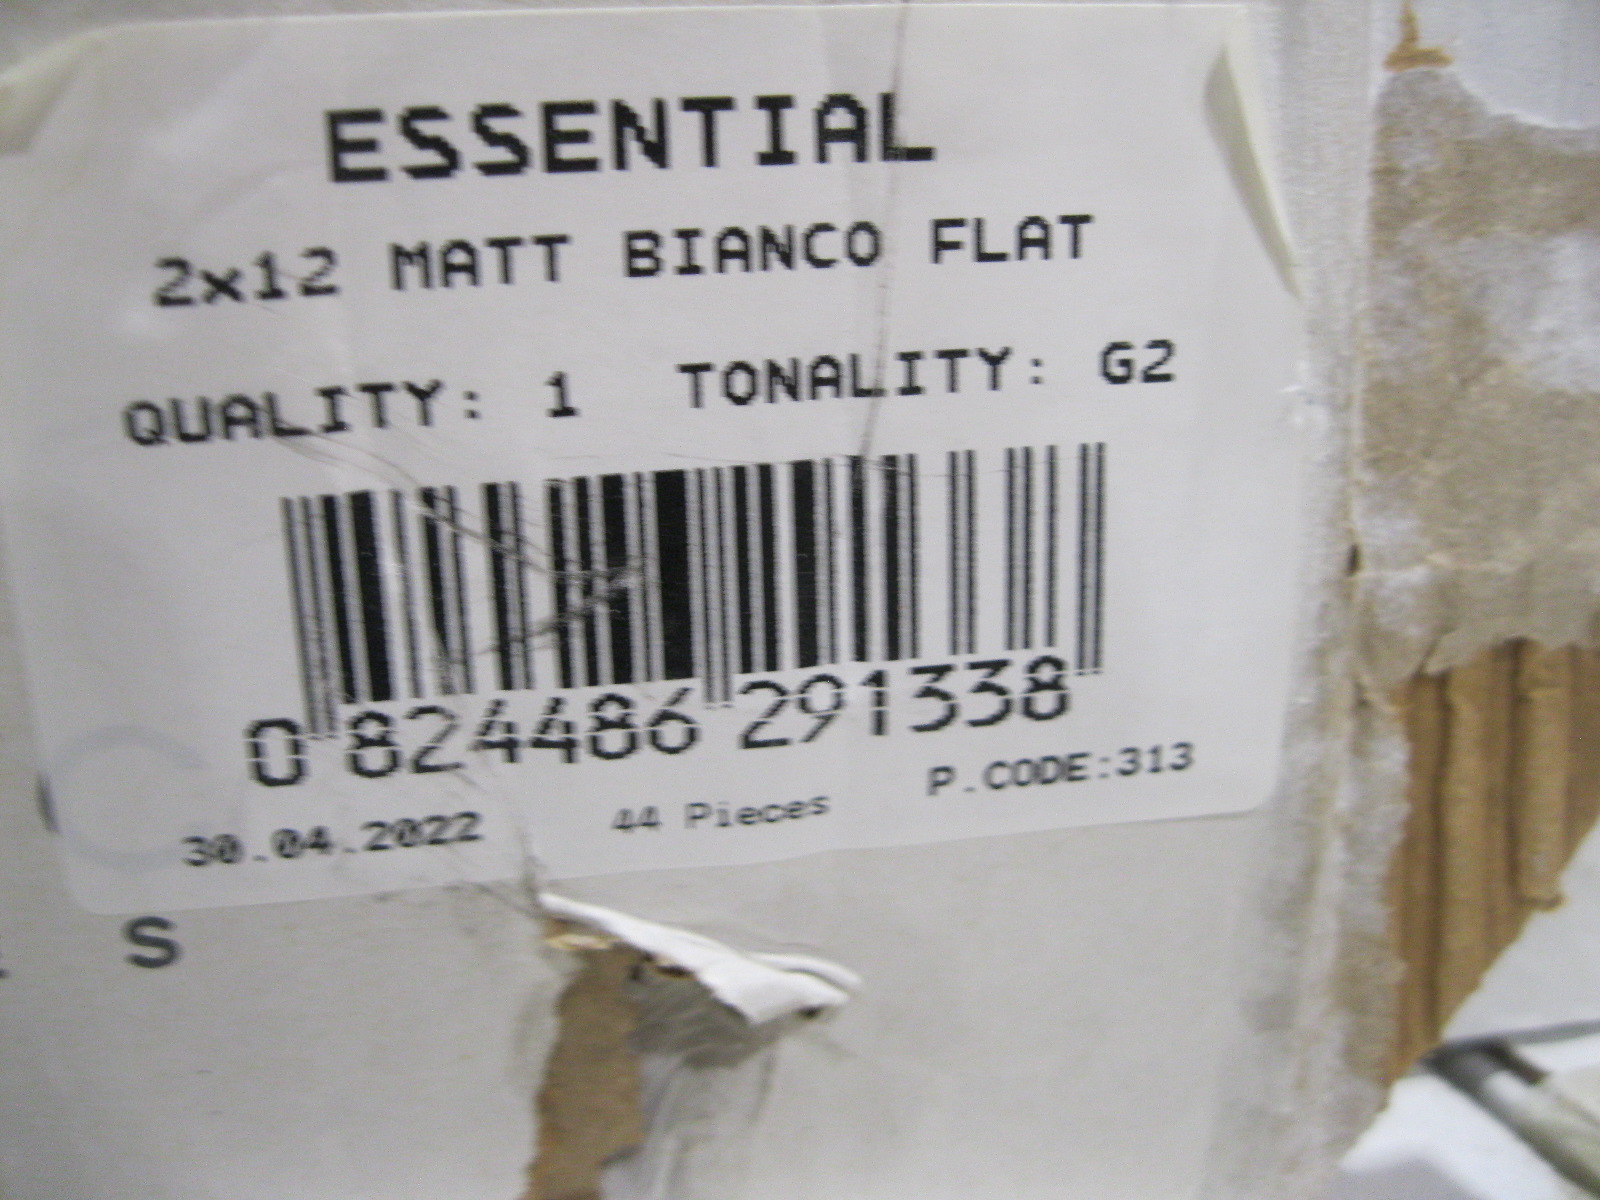 ESSENTIAL
2x12 MATT BIANCO FLAT
QUALITY: 1 TONALITY: G2
0 824486 291338
30.04.2022 44 Pieces P.CODE:313
S